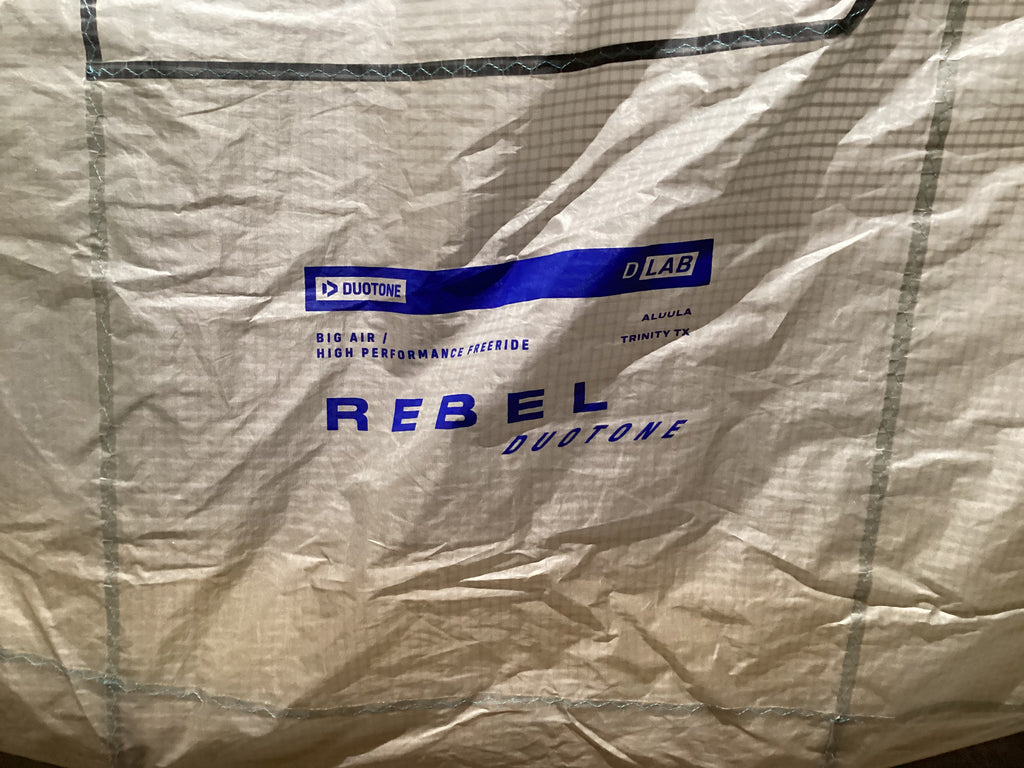 DUOTONE
D LAB
BIG AIR /
HIGH PERFORMANCE FREERIDE
ALUULA
TRINITY TX
REBEL
DUOTONE